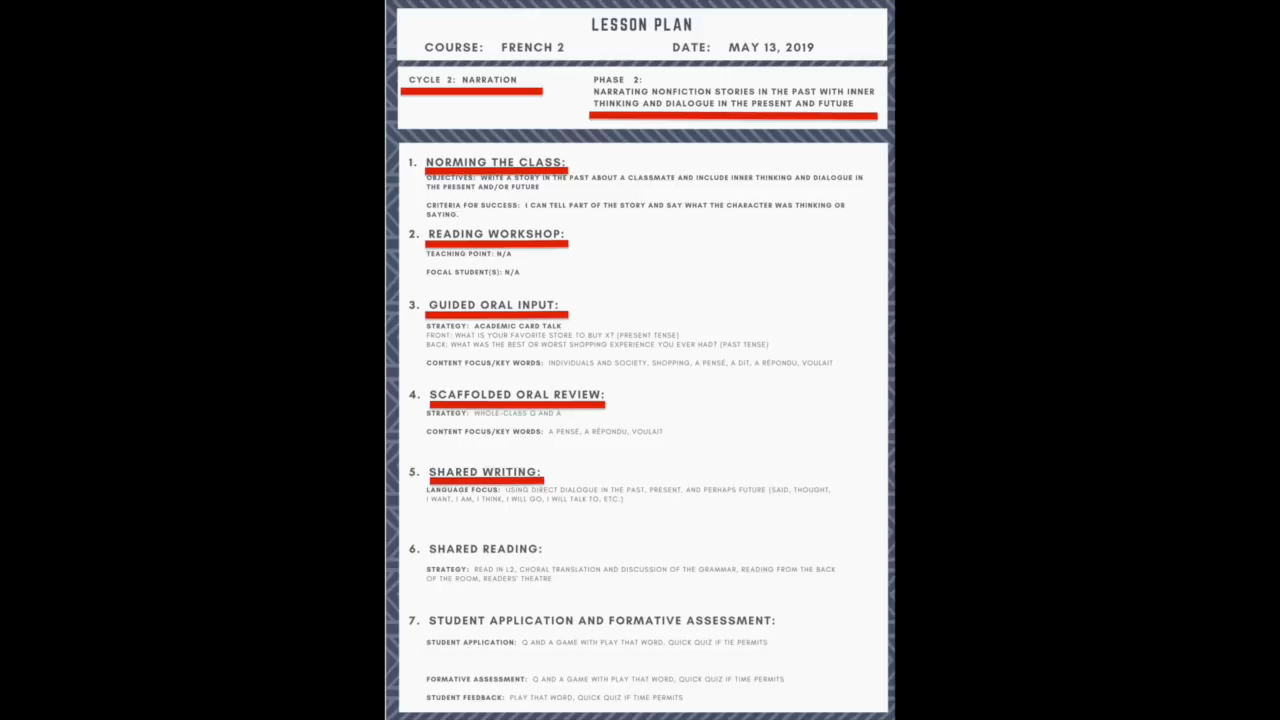 LESSON PLAN
COURSE: FRENCH 2 DATE: MAY 13, 2019
CYCLE 2: NARRATION
PHASE 2:
NARRATING NONFICTION STORIES IN THE PAST WITH INNER
THINKING AND DIALOGUE IN THE PRESENT AND FUTURE
1. NORMING THE CLASS:
OBJECTIVES: WRITE A STORY IN THE PAST ABOUT A CLASSMATE AND INCLUDE INNER THINKING AND DIALOGUE IN
THE PRESENT AND/OR FUTURE
CRITERIA FOR SUCCESS: I CAN TELL PART OF THE STORY AND SAY WHAT THE CHARACTER WAS THINKING OR
SAYING.
2. READING WORKSHOP:
TEACHING POINT: N/A
FOCAL STUDENT(S): N/A
3. GUIDED ORAL INPUT:
STRATEGY: ACADEMIC CARD TALK
FRONT: WHAT IS YOUR FAVORITE STORE TO BUY X? (PRESENT TENSE)
BACK: WHAT WAS THE BEST OR WORST SHOPPING EXPERIENCE YOU EVER HAD? (PAST TENSE)
CONTENT FOCUS/KEY WORDS: INDIVIDUALS AND SOCIETY, SHOPPING, A PENSÉ, A DIT, A RÉPONDU, VOULAIT
4. SCAFFOLDED ORAL REVIEW:
STRATEGY: WHOLE-CLASS Q AND A
CONTENT FOCUS/KEY WORDS: A PENSÉ, A RÉPONDU, VOULAIT
5. SHARED WRITING:
LANGUAGE FOCUS: USING DIRECT DIALOGUE IN THE PAST, PRESENT, AND PERHAPS FUTURE (SAID, THOUGHT,
I WANT, I AM, I THINK, I WILL GO, I WILL TALK TO, ETC.)
6. SHARED READING:
STRATEGY: READ IN L2, CHORAL TRANSLATION AND DISCUSSION OF THE GRAMMAR, READING FROM THE BACK
OF THE ROOM, READERS' THEATRE
7. STUDENT APPLICATION AND FORMATIVE ASSESSMENT:
STUDENT APPLICATION: Q AND A GAME WITH PLAY THAT WORD, QUICK QUIZ IF TIE PERMITS
FORMATIVE ASSESSMENT: Q AND A GAME WITH PLAY THAT WORD, QUICK QUIZ IF TIME PERMITS
STUDENT FEEDBACK: PLAY THAT WORD, QUICK QUIZ IF TIME PERMITS